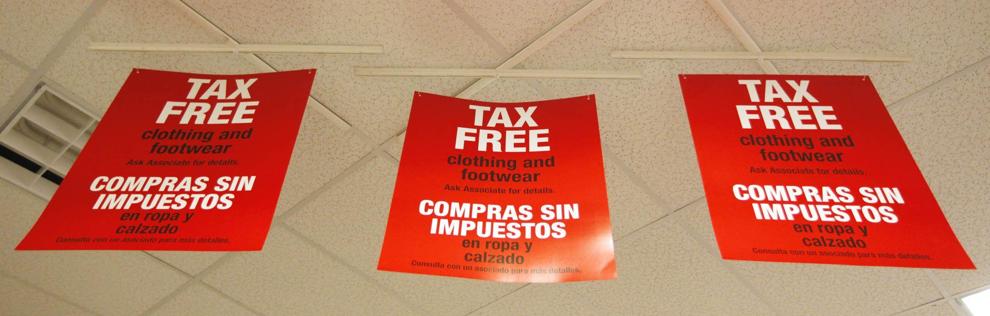 TAX
FREE
clothing and
footwear
Ask Associate for details.
COMPRAS SIN
IMPUESTOS
en ropa y
calzado
Consulta con un asociado para más detalles.
TAX
FREE
clothing and
footwear
Ask Associate for details.
COMPRAS SIN
IMPUESTOS
en ropa y
calzado
Consulta con un asociado para más detalles.
TAX
FREE
clothing and
footwear
Ask Associate for details.
COMPRAS SIN
IMPUESTOS
en ropa y
calzado
Consulta con un asociado para más detalles.